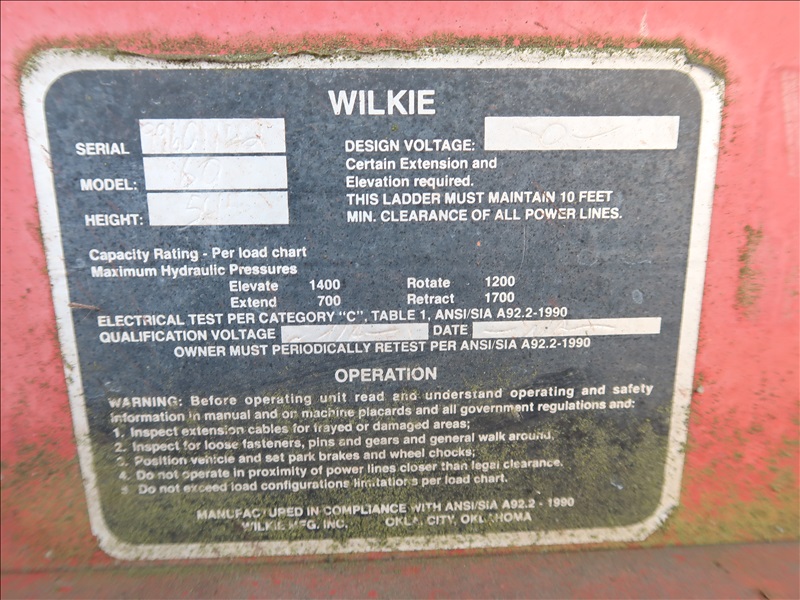 WILKIE
SERIAL
MODEL:
HEIGHT:
DESIGN VOLTAGE:
Certain Extension and
Elevation required.
THIS LADDER MUST MAINTAIN 10 FEET
MIN. CLEARANCE OF ALL POWER LINES.
Capacity Rating - Per load chart
Maximum Hydraulic Pressures
Elevate 1400 Rotate 1200
Extend 700 Retract 1700
ELECTRICAL TEST PER CATEGORY "C", TABLE 1, ANSI/SIA A92.2-1990
QUALIFICATION VOLTAGE DATE
OWNER MUST PERIODICALLY RETEST PER ANSI/SIA A92.2-1990
OPERATION
WARNING: Before operating unit read and understand operating and safety
information in manual and on machine placards and all government regulations and:
1. Inspect extension cables for frayed or damaged areas;
2. Inspect for loose fasteners, pins and gears and general walk around;
3. Position vehicle and set park brakes and wheel chocks;
4. Do not operate in proximity of power lines closer than legal clearance.
5 Do not exceed load configurations limitations per load chart.
MANUFACTURED IN COMPLIANCE WITH ANSI/SIA A92.2 - 1990
WILKIE MFG. INC. OKLA. CITY, OKLAHOMA